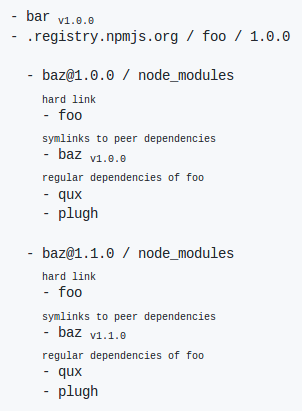 - bar v1.0.0
- .registry.npmjs.org / foo / 1.0.0
- baz@1.0.0 / node_modules
hard link
- foo
symlinks to peer dependencies
- baz v1.0.0
regular dependencies of foo
- qux
- plugh
- baz@1.1.0 / node_modules
hard link
- foo
symlinks to peer dependencies
- baz v1.1.0
regular dependencies of foo
- qux
- plugh